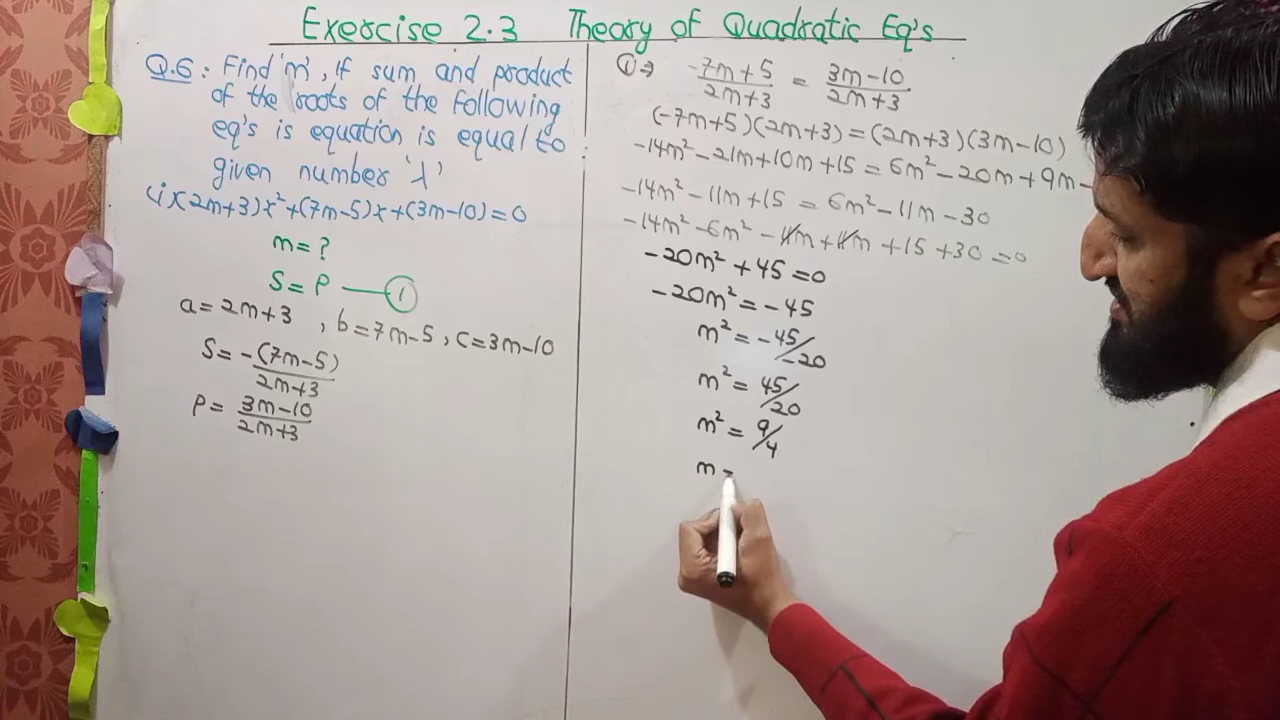 Exercise 2.3 Theory of Quadratic Eq's
Q.6: Find 'm', if sum and product
of the roots of the following
eq's is equation is equal to
given number 'λ'
(i) (2m+3)x²+(7m-5)x+(3m-10)=0
m=?
S=P —— (1)
a=2m+3 , b=7m-5, c=3m-10
S= -(7m-5)/2m+3
P= 3m-10/2m+3
(1)⇒ -7m+5/2m+3 = 3m-10/2m+3
(-7m+5)(2m+3)=(2m+3)(3m-10)
-14m²-21m+10m+15=6m²-20m+9m-
-14m²-11m+15=6m²-11m-30
-14m²-6m²-11m+11m+15+30=0
-20m²+45=0
-20m²=-45
m²=-45/-20
m²=45/20
m²=9/4
m=